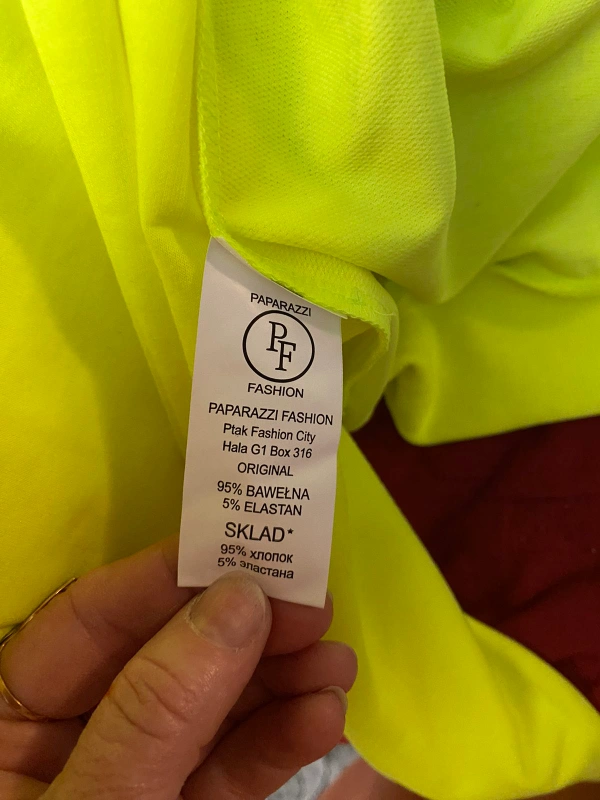 PAPARAZZI
PF
FASHION
PAPARAZZI FASHION
Ptak Fashion City
Hala G1 Box 316
ORIGINAL
95% BAWEŁNA
5% ELASTAN
SKLAD*
95% хлопок
5% эластана